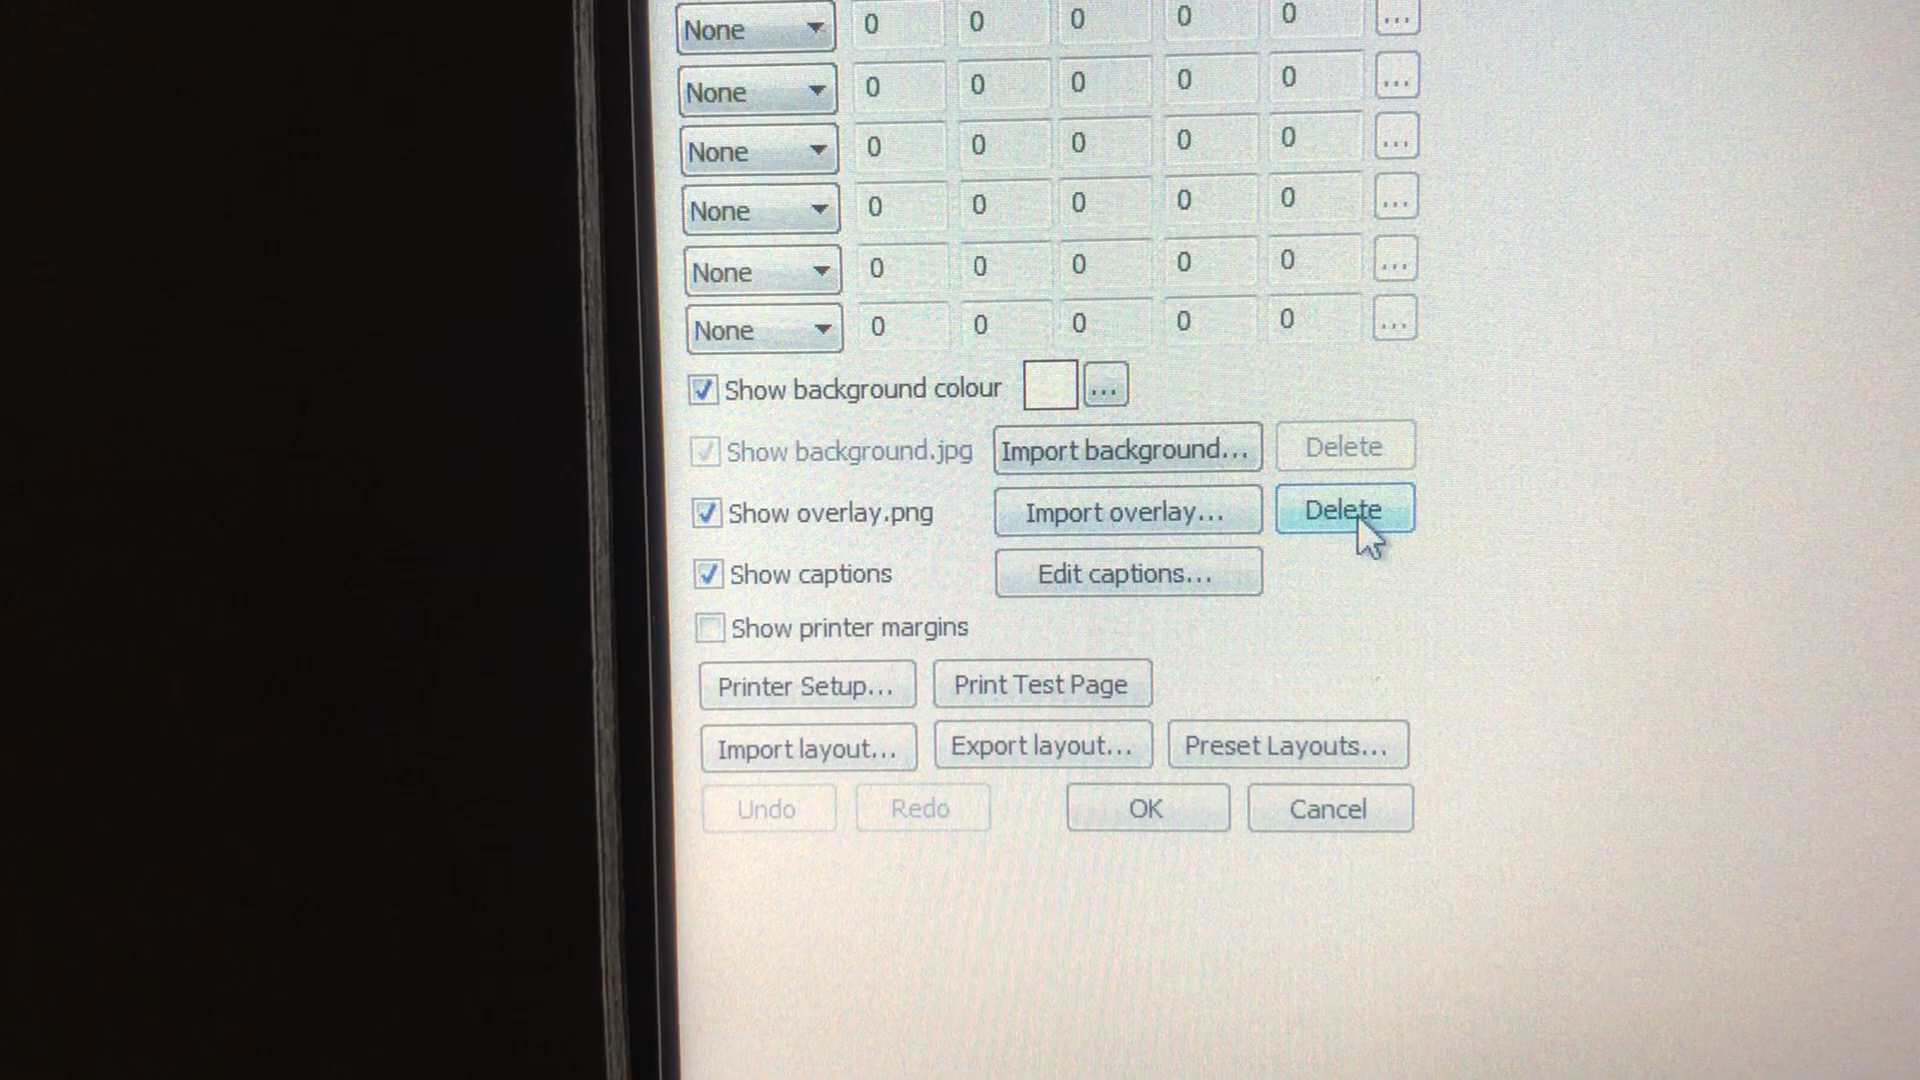 None 0 0 0 0 0 ...
None 0 0 0 0 0 ...
None 0 0 0 0 0 ...
None 0 0 0 0 0 ...
None 0 0 0 0 0 ...
None 0 0 0 0 0 ...
Show background colour ...
Show background.jpg Import background... Delete
Show overlay.png Import overlay... Delete
Show captions Edit captions...
Show printer margins
Printer Setup... Print Test Page
Import layout... Export layout... Preset Layouts...
Undo Redo OK Cancel